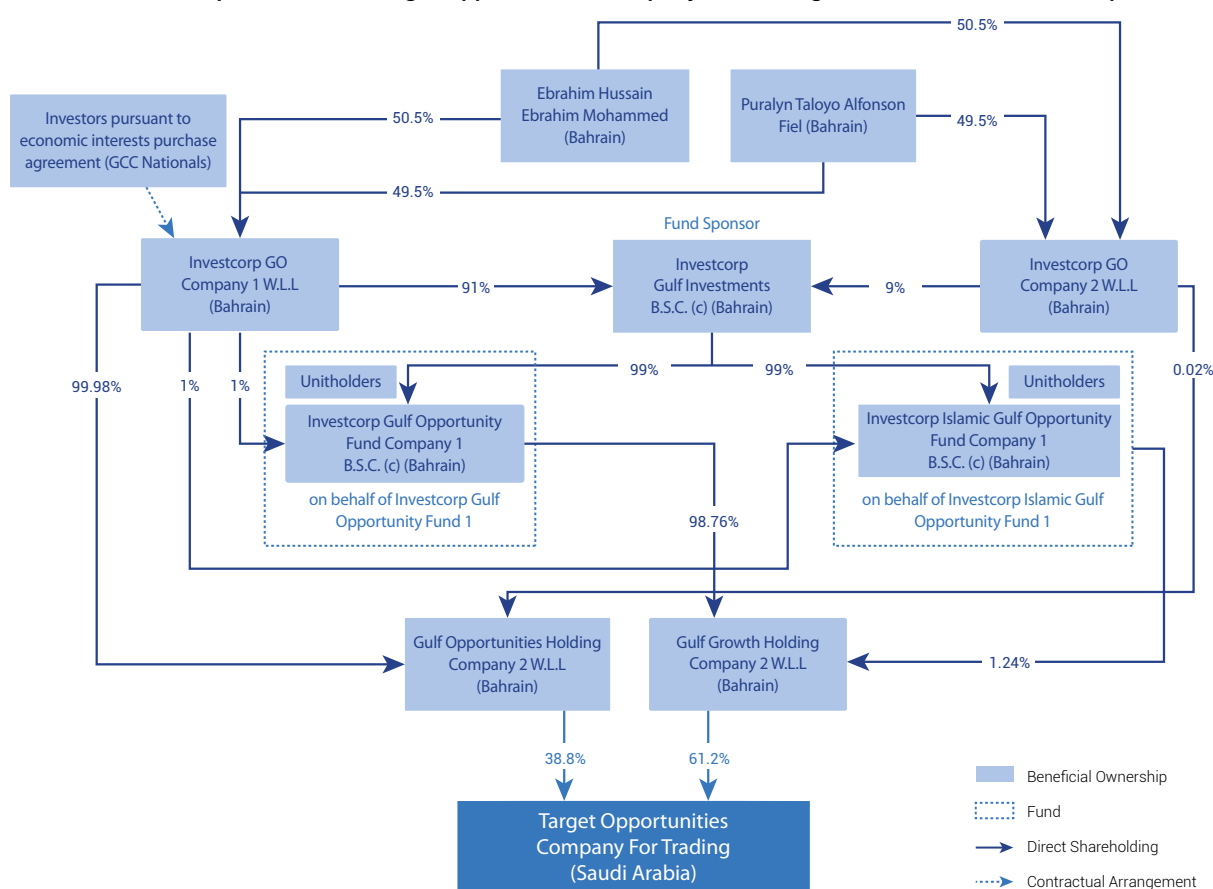 50.5%
Ebrahim Hussain
Ebrahim Mohammed
(Bahrain)
Puralyn Taloyo Alfonson
Fiel (Bahrain)
Investors pursuant to
economic interests purchase
agreement (GCC Nationals)
50.5%
49.5%
49.5%
Fund Sponsor
Investcorp GO
Company 1 W.L.L
(Bahrain)
91%
Investcorp
Gulf Investments
B.S.C. (c) (Bahrain)
9%
Investcorp GO
Company 2 W.L.L
(Bahrain)
99.98%
1%
1%
99%
99%
0.02%
Unitholders
Investcorp Gulf Opportunity
Fund Company 1
B.S.C. (c) (Bahrain)
on behalf of Investcorp Gulf
Opportunity Fund 1
Unitholders
Investcorp Islamic Gulf Opportunity
Fund Company 1
B.S.C. (c) (Bahrain)
on behalf of Investcorp Islamic Gulf
Opportunity Fund 1
98.76%
Gulf Opportunities Holding
Company 2 W.L.L
(Bahrain)
Gulf Growth Holding
Company 2 W.L.L
(Bahrain)
1.24%
38.8%
61.2%
Target Opportunities
Company For Trading
(Saudi Arabia)
Beneficial Ownership
Fund
Direct Shareholding
Contractual Arrangement